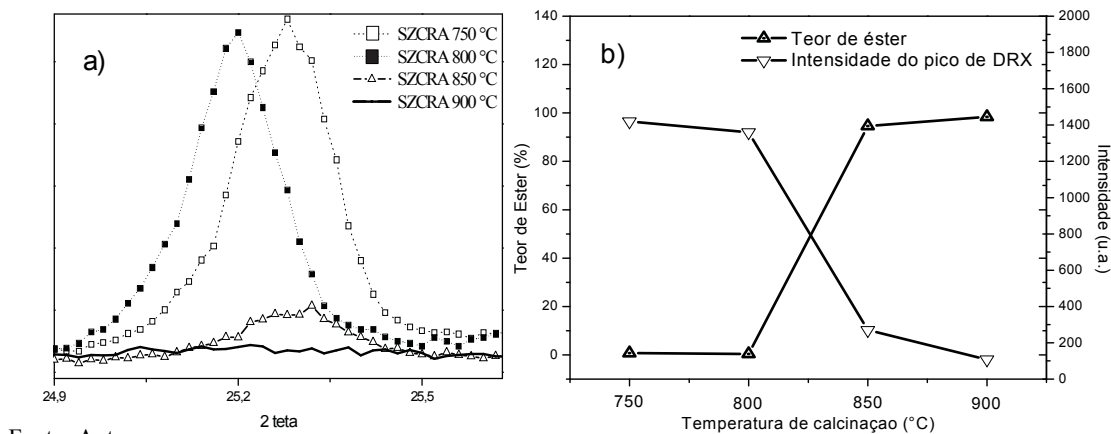 a)
SZCRA 750 °C
SZCRA 800 °C
SZCRA 850 °C
SZCRA 900 °C
24,9
25,2
25,5
2 teta
b)
Teor de éster
Intensidade do pico de DRX
140
120
100
80
60
40
20
0
Teor de Ester (%)
2000
1800
1600
1400
1200
1000
800
600
400
200
0
Intensidade (u.a.)
750
800
850
900
Temperatura de calcinaçao (°C)